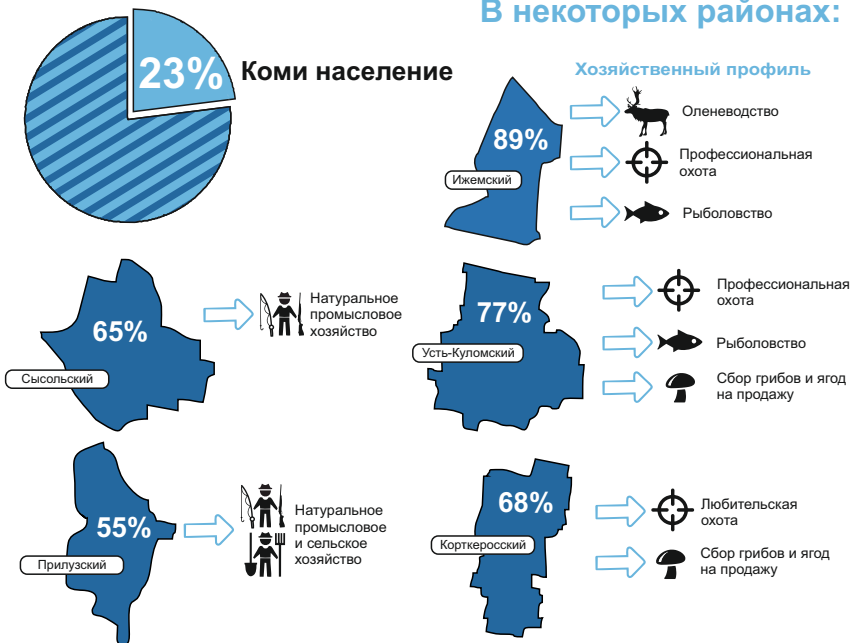 В некоторых районах:
23%
Коми население
Хозяйственный профиль
89%
Ижемский
Оленеводство
Профессиональная
охота
Рыболовство
65%
Сысольский
Натуральное
промысловое
хозяйство
77%
Усть-Куломский
Профессиональная
охота
Рыболовство
Сбор грибов и ягод
на продажу
55%
Прилузский
Натуральное
промысловое
и сельское
хозяйство
68%
Корткеросский
Любительская
охота
Сбор грибов и ягод
на продажу